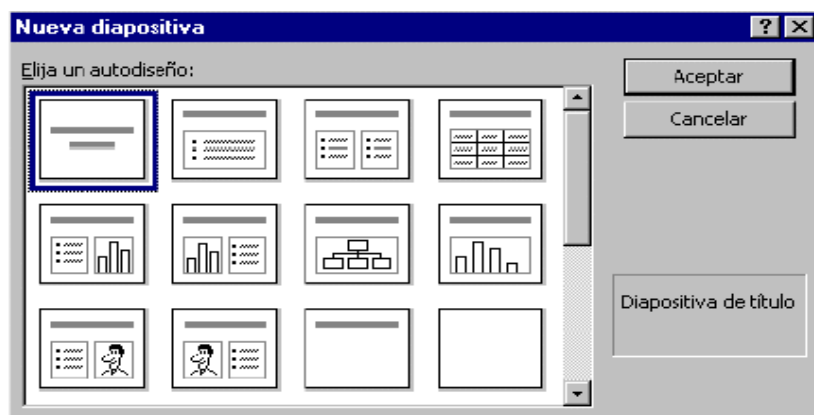 Nueva diapositiva
Elija un autodiseño:
Aceptar
Cancelar
Diapositiva de título